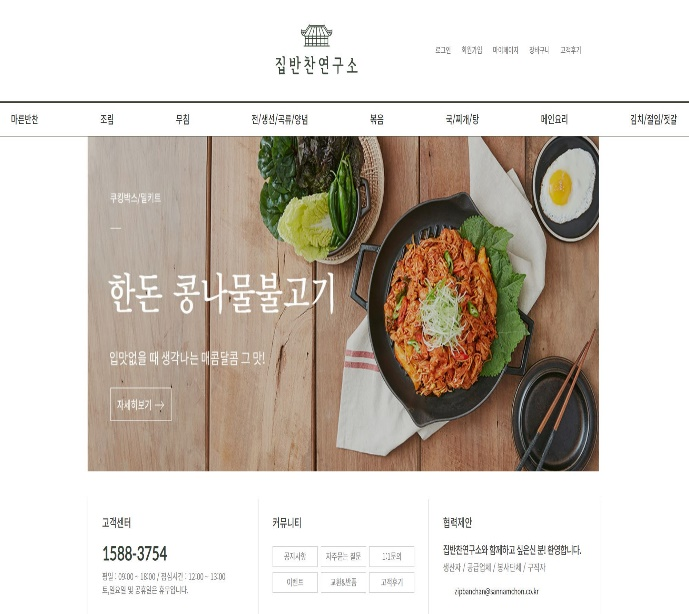 집반찬연구소
로그인 회원가입 마이페이지 장바구니 고객후기
마른반찬 조림 무침 전/생선/육류/양념 볶음 국/찌개/탕 메인요리 김치/절임/젓갈
쿠킹박스/밀키트
한돈 콩나물불고기
입맛없을 때 생각나는 매콤달콤 그 맛!
자세히보기
고객센터
1588-3754
평일 : 09:00 ~ 18:00 / 점심시간 : 12:00 ~ 13:00
토,일요일 및 공휴일은 휴무입니다.
커뮤니티
공지사항 자주묻는 질문 1:1문의
이벤트 교환&반품 고객후기
협력제안
집반찬연구소와 함께하고 싶은신 분! 환영합니다.
생산자 / 공급업체 / 봉사단체 / 구직자
zipbanchan@sannamchon.co.kr